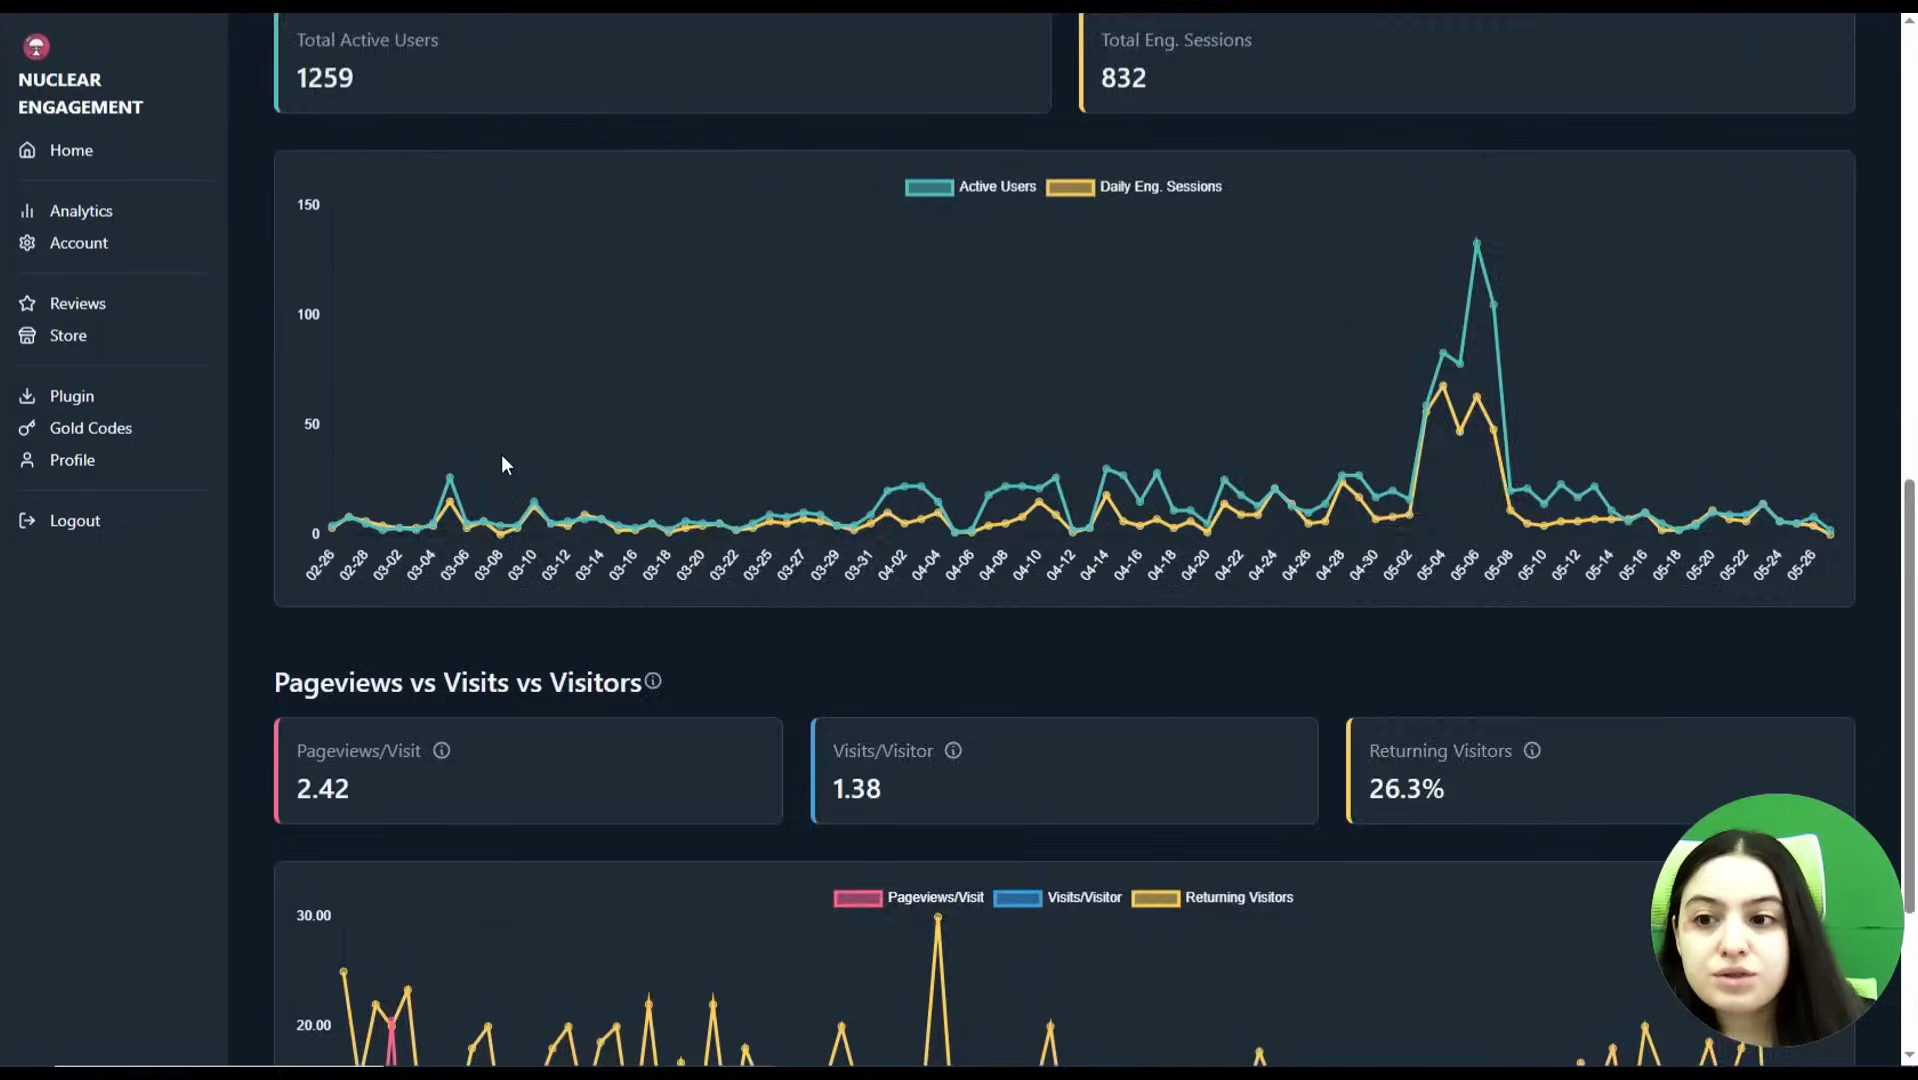 NUCLEAR
ENGAGEMENT
Home
Analytics
Account
Reviews
Store
Plugin
Gold Codes
Profile
Logout
Total Active Users
1259
Total Eng. Sessions
832
Active Users
Daily Eng. Sessions
150
100
50
0
02-26 02-28 03-02 03-04 03-06 03-08 03-10 03-12 03-14 03-16 03-18 03-20 03-22 03-25 03-27 03-29 03-31 04-02 04-04 04-06 04-08 04-10 04-12 04-14 04-16 04-18 04-20 04-22 04-24 04-26 04-28 04-30 05-02 05-04 05-06 05-08 05-10 05-12 05-14 05-16 05-18 05-20 05-22 05-24 05-26
Pageviews vs Visits vs Visitors
Pageviews/Visit
2.42
Visits/Visitor
1.38
Returning Visitors
26.3%
Pageviews/Visit
Visits/Visitor
Returning Visitors
30.00
20.00